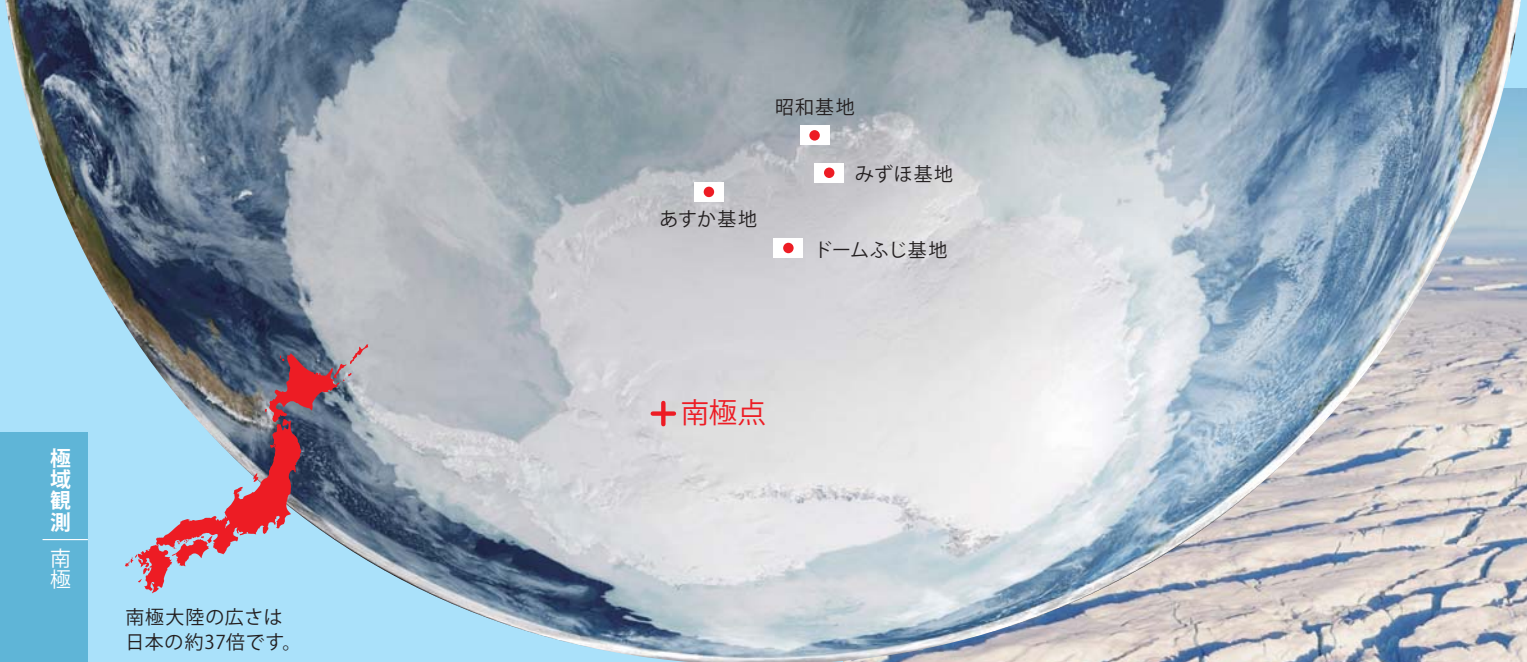 昭和基地
みずほ基地
あすか基地
ドームふじ基地
南極点
極域観測
南極
南極大陸の広さは
日本の約37倍です。